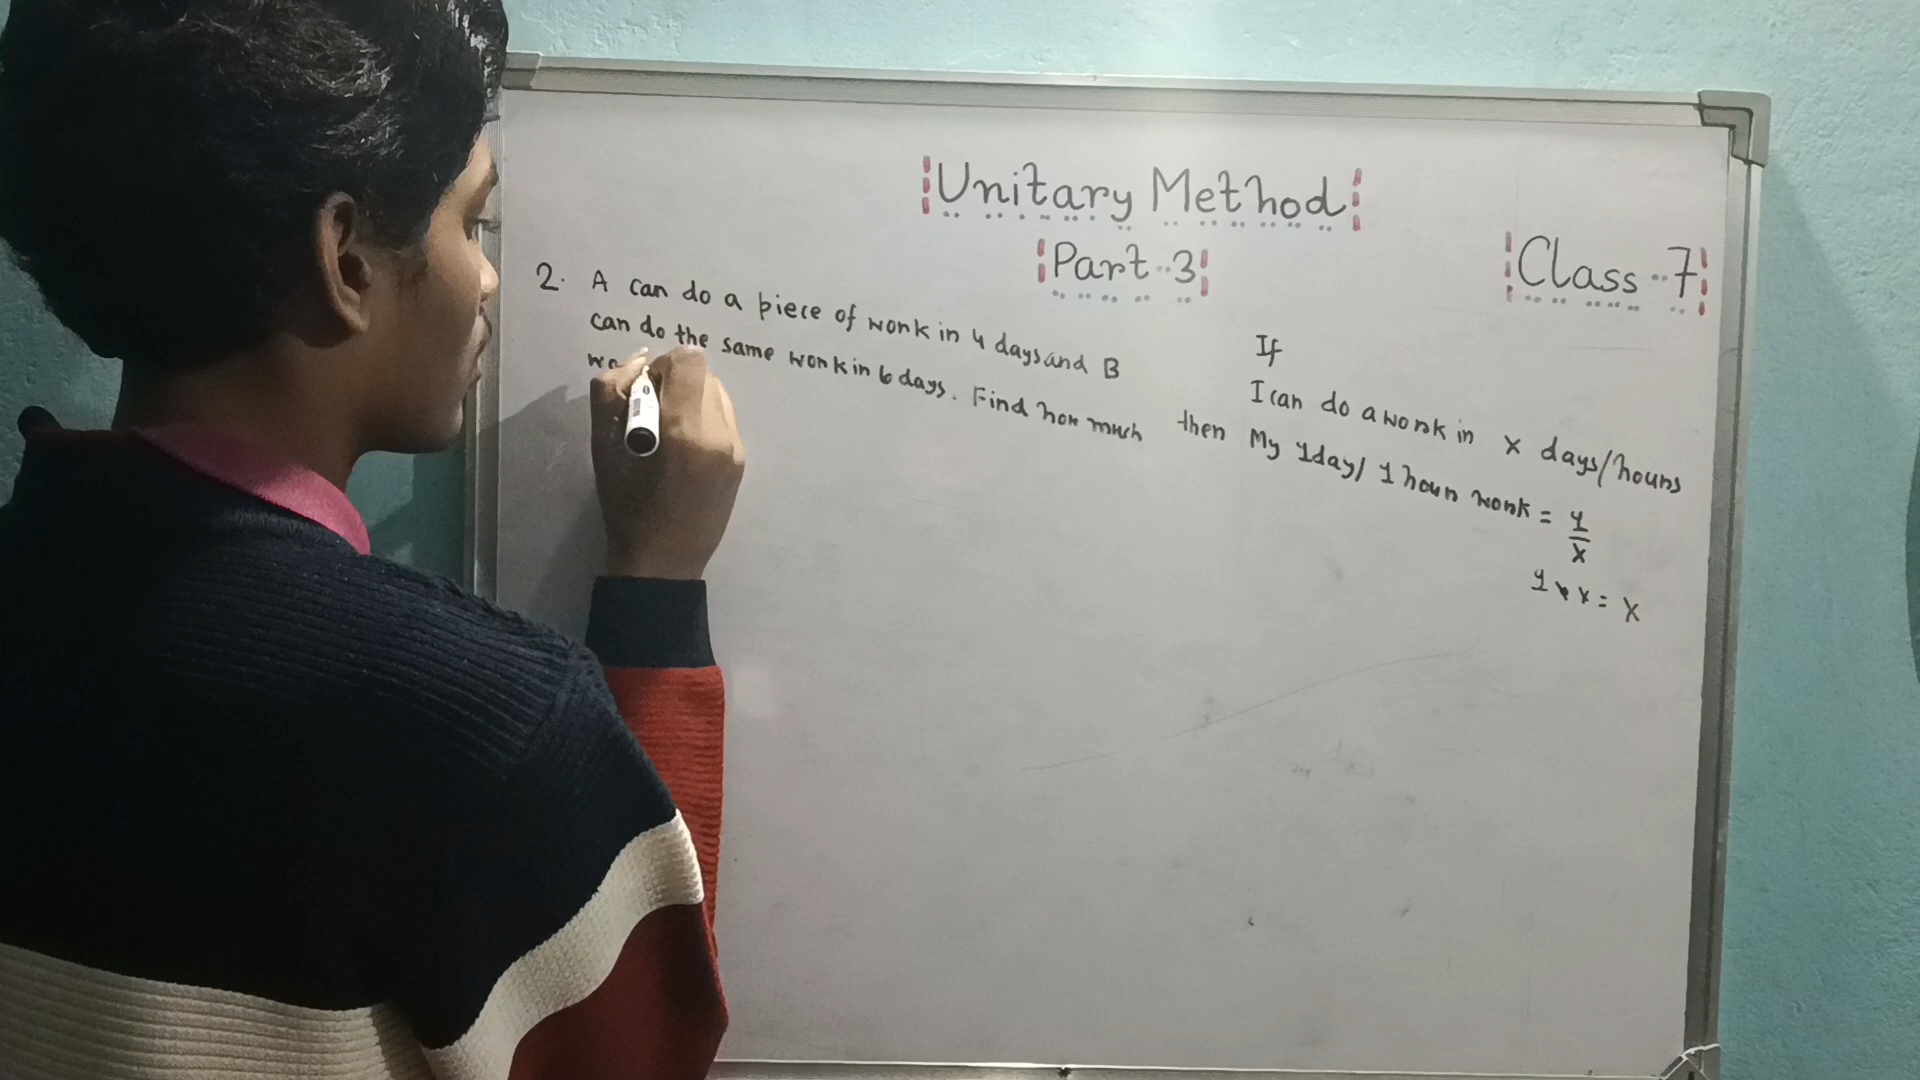 Unitary Method
Part-3
Class-7
2. A can do a piece of work in 4 days and B
can do the same work in 6 days. Find how much
If
I can do a work in x days/hours
then My 1day/ 1 hour work = 1/x
1 x x = x